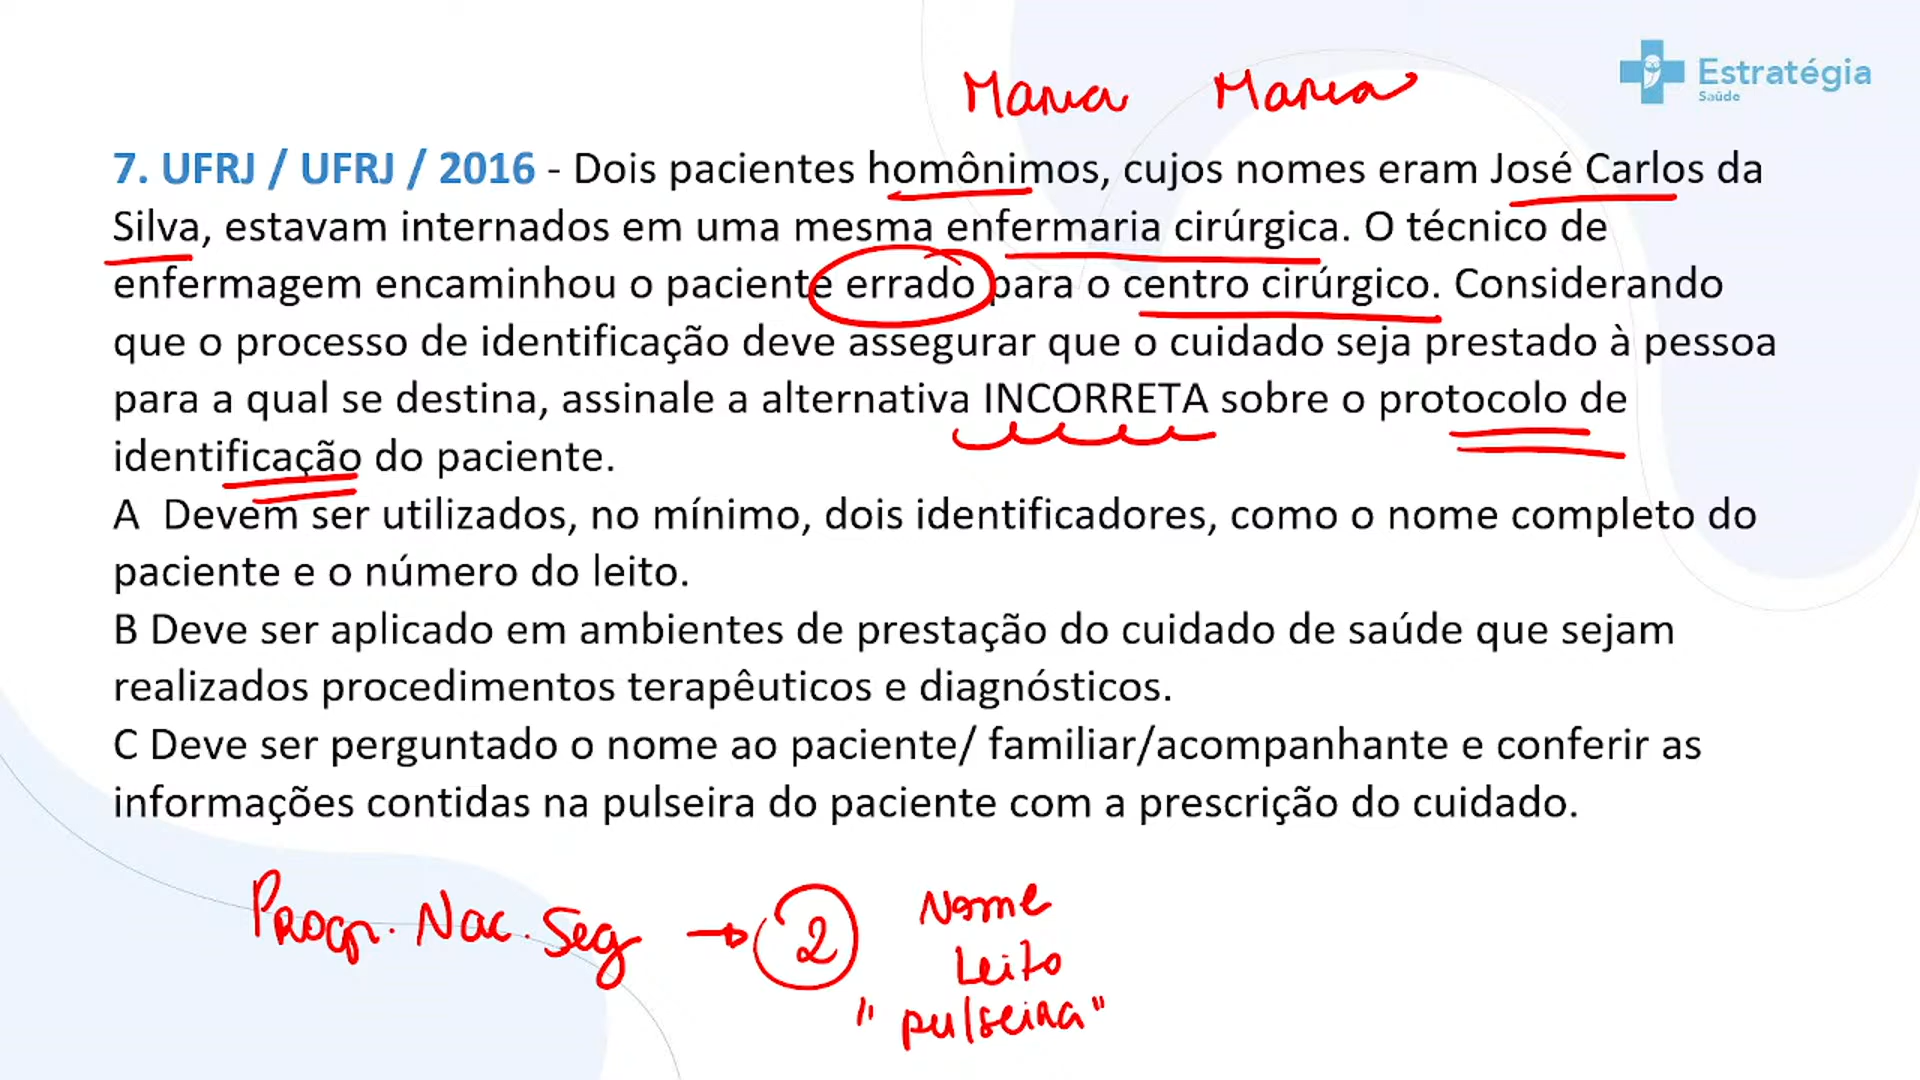 Maria Maria
Estratégia
Saúde
7. UFRJ / UFRJ / 2016 - Dois pacientes homônimos, cujos nomes eram José Carlos da
Silva, estavam internados em uma mesma enfermaria cirúrgica. O técnico de
enfermagem encaminhou o paciente errado para o centro cirúrgico. Considerando
que o processo de identificação deve assegurar que o cuidado seja prestado à pessoa
para a qual se destina, assinale a alternativa INCORRETA sobre o protocolo de
identificação do paciente.
A Devem ser utilizados, no mínimo, dois identificadores, como o nome completo do
paciente e o número do leito.
B Deve ser aplicado em ambientes de prestação do cuidado de saúde que sejam
realizados procedimentos terapêuticos e diagnósticos.
C Deve ser perguntado o nome ao paciente/ familiar/acompanhante e conferir as
informações contidas na pulseira do paciente com a prescrição do cuidado.
Progr. Nac. Seg → 2 Nome
Leito
"pulseira"